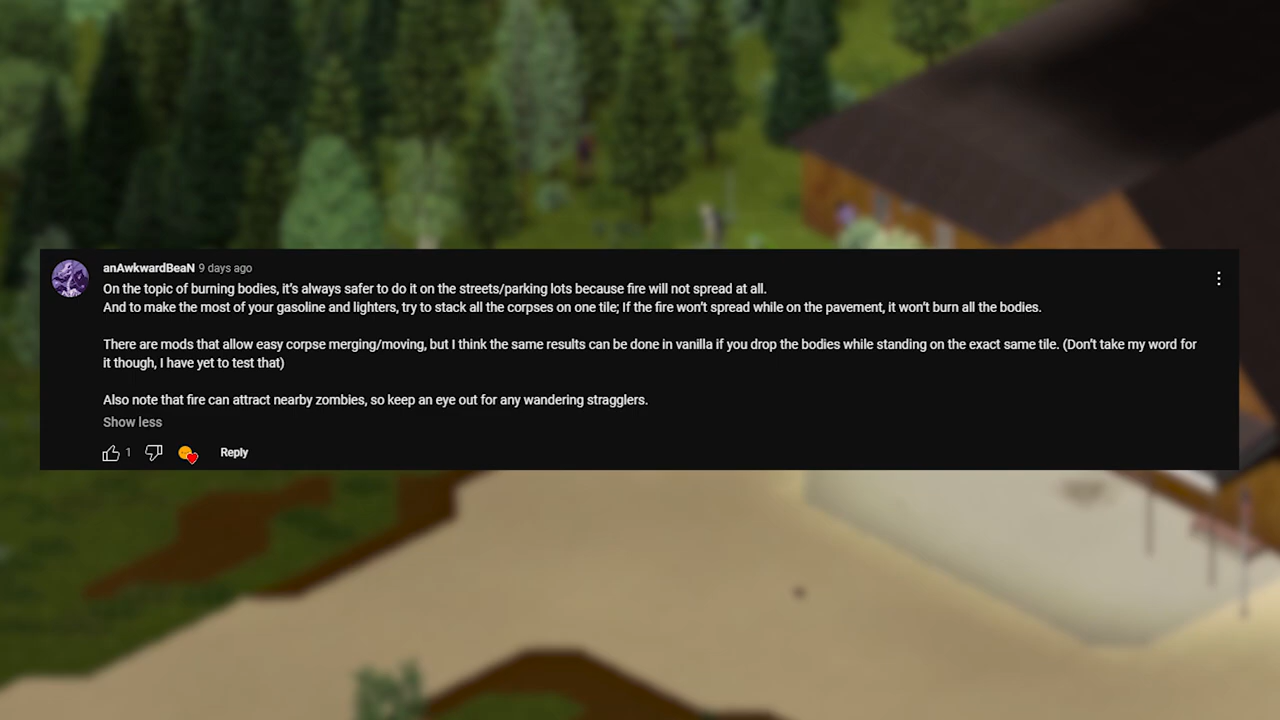 anAwkwardBeaN 9 days ago
On the topic of burning bodies, it's always safer to do it on the streets/parking lots because fire will not spread at all.
And to make the most of your gasoline and lighters, try to stack all the corpses on one tile; If the fire won't spread while on the pavement, it won't burn all the bodies.
There are mods that allow easy corpse merging/moving, but I think the same results can be done in vanilla if you drop the bodies while standing on the exact same tile. (Don't take my word for
it though, I have yet to test that)
Also note that fire can attract nearby zombies, so keep an eye out for any wandering stragglers.
Show less
1 Reply